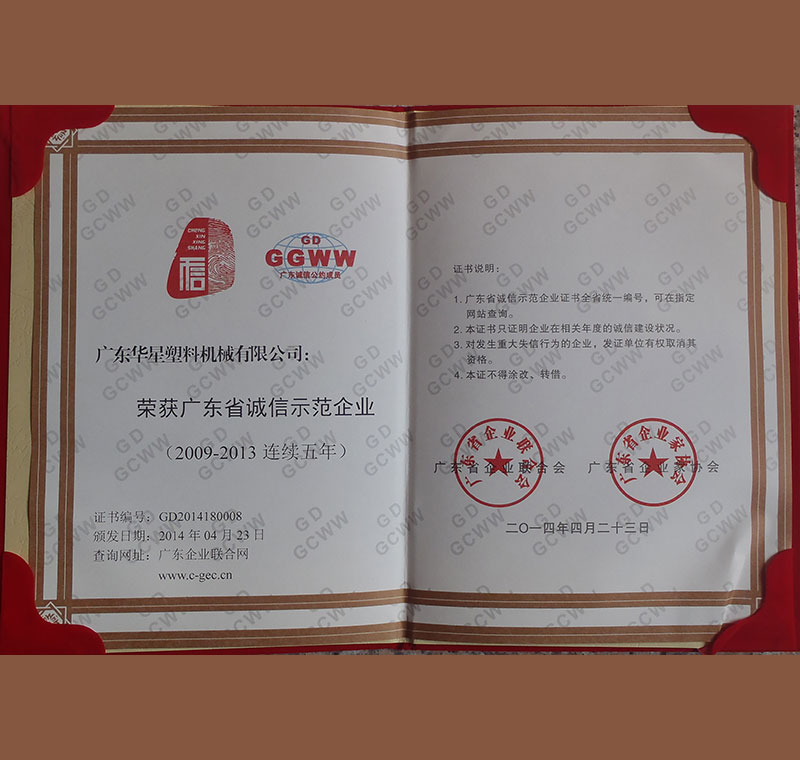 CHENG
XIN
XING
SHANG
信
GD
GGWW
广东诚信公约成员
广东华星塑料机械有限公司:
荣获广东省诚信示范企业
(2009-2013 连续五年)
证书编号: GD2014180008
颁发日期: 2014 年 04 月 23 日
查询网址: 广东企业联合网
www.c-gec.cn
证书说明:
1. 广东省诚信示范企业证书全省统一编号,可在指定
网站查询。
2. 本证书只证明企业在相关年度的诚信建设状况。
3. 对发生重大失信行为的企业,发证单位有权取消其
资格。
4. 本证不得涂改、转借。
广东省企业联合会
广东省企业联合会
广东省企业家协会
广东省企业家协会
二〇一四年四月二十三日
GD
GCWW